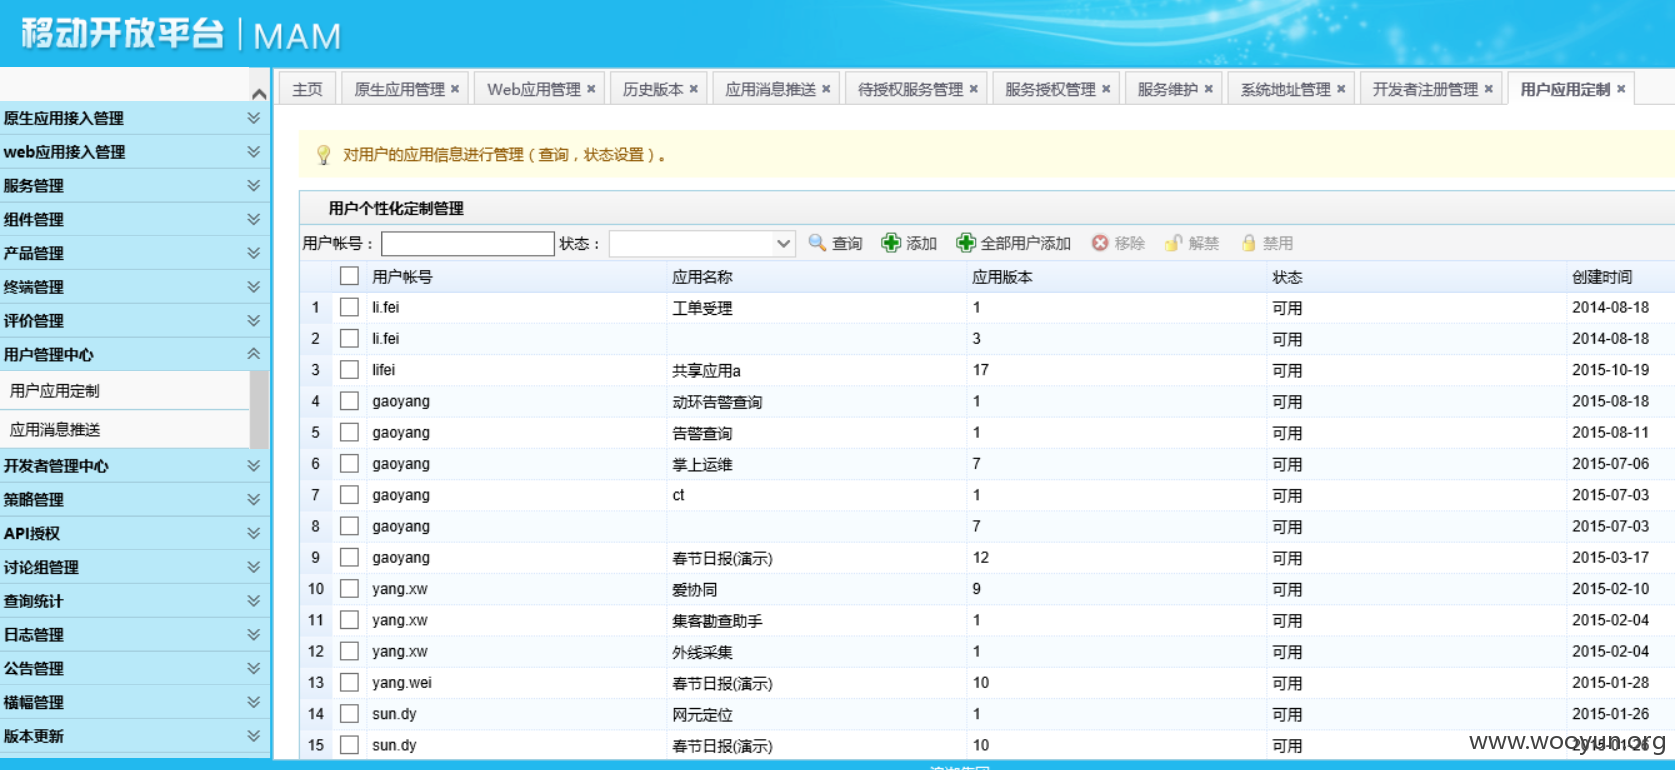 移动开放平台 | MAM
主页 原生应用管理 × Web应用管理 × 历史版本 × 应用消息推送 × 待授权服务管理 × 服务授权管理 × 服务维护 × 系统地址管理 × 开发者注册管理 × 用户应用定制 ×
原生应用接入管理
web应用接入管理
服务管理
组件管理
产品管理
终端管理
评价管理
用户管理中心
用户应用定制
应用消息推送
开发者管理中心
策略管理
API授权
讨论组管理
查询统计
日志管理
公告管理
横幅管理
版本更新
对用户的应用信息进行管理（查询，状态设置）。
用户个性化定制管理
用户帐号： 状态： 查询 添加 全部用户添加 移除 解禁 禁用
用户帐号 应用名称 应用版本 状态 创建时间
1 li.fei 工单受理 1 可用 2014-08-18
2 li.fei 3 可用 2014-08-18
3 lifei 共享应用a 17 可用 2015-10-19
4 gaoyang 动环告警查询 1 可用 2015-08-18
5 gaoyang 告警查询 1 可用 2015-08-11
6 gaoyang 掌上运维 7 可用 2015-07-06
7 gaoyang ct 1 可用 2015-07-03
8 gaoyang 7 可用 2015-07-03
9 gaoyang 春节日报(演示) 12 可用 2015-03-17
10 yang.xw 爱协同 9 可用 2015-02-10
11 yang.xw 集客勘查助手 1 可用 2015-02-04
12 yang.xw 外线采集 1 可用 2015-02-04
13 yang.wei 春节日报(演示) 10 可用 2015-01-28
14 sun.dy 网元定位 1 可用 2015-01-26
15 sun.dy 春节日报(演示) 10 可用 2015-01-26
www.wooyun.org